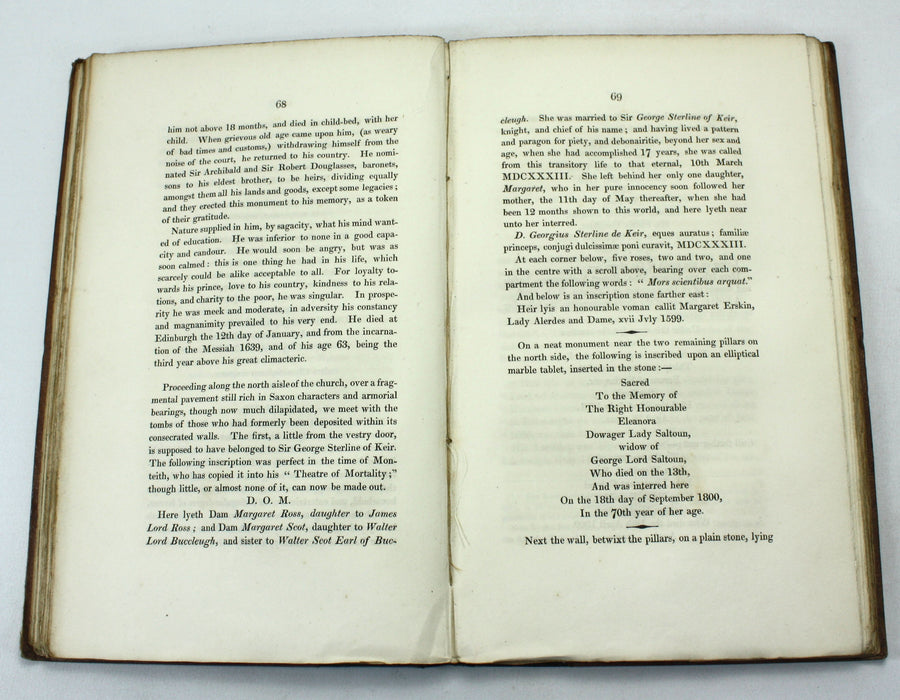 68
him not above 18 months, and died in child-bed, with her
child. When grievous old age came upon him, (as weary
of bad times and customs,) withdrawing himself from the
noise of the court, he returned to his country. He nomi-
nated Sir Archibald and Sir Robert Douglasses, baronets,
sons to his eldest brother, to be heirs, dividing equally
amongst them all his lands and goods, except some legacies;
and they erected this monument to his memory, as a token
of their gratitude.
Nature supplied in him, by sagacity, what his mind want-
ed of education. He was inferior to none in a good capa-
city and candour. He would soon be angry, but was as
soon calmed: this is one thing he had in his life, which
scarcely could be alike acceptable to all. For loyalty to-
wards his prince, love to his country, kindness to his rela-
tions, and charity to the poor, he was singular. In prospe-
rity he was meek and moderate, in adversity his constancy
and magnanimity prevailed to his very end. He died at
Edinburgh the 12th day of January, and from the incarna-
tion of the Messiah 1639, and of his age 63, being the
third year above his great climacteric.
Proceeding along the north aisle of the church, over a frag-
mental pavement still rich in Saxon characters and armorial
bearings, though now much dilapidated, we meet with the
tombs of those who had formerly been deposited within its
consecrated walls. The first, a little from the vestry door,
is supposed to have belonged to Sir George Sterline of Keir.
The following inscription was perfect in the time of Mon-
teith, who has copied it into his “ Theatre of Mortality;”
though little, or almost none of it, can now be made out.
D. O. M.
Here lyeth Dam Margaret Ross, daughter to James
Lord Ross; and Dam Margaret Scot, daughter to Walter
Lord Buccleugh, and sister to Walter Scot Earl of Buc-
69
cleugh. She was married to Sir George Sterline of Keir,
knight, and chief of his name; and having lived a pattern
and paragon for piety, and debonairitie, beyond her sex and
age, when she had accomplished 17 years, she was called
from this transitory life to that eternal, 10th March
MDCXXXIII. She left behind her only one daughter,
Margaret, who in her pure innocency soon followed her
mother, the 11th day of May thereafter, when she had
been 12 months shown to this world, and here lyeth near
unto her interred.
D. Georgius Sterline de Keir, eques auratus; familiæ
princeps, conjugi dulcissimæ poni curavit, MDCXXXIII.
At each corner below, five roses, two and two, and one
in the centre with a scroll above, bearing over each com-
partment the following words: “ Mors scientibus arquat.”
And below is an inscription stone farther east:
Heir lyis an honourable voman callit Margaret Erskin,
Lady Alerdes and Dame, xvii Jvly 1599.
On a neat monument near the two remaining pillars on
the north side, the following is inscribed upon an elliptical
marble tablet, inserted in the stone:—
Sacred
To the Memory of
The Right Honourable
Eleanora
Dowager Lady Saltoun,
widow of
George Lord Saltoun,
Who died on the 13th,
And was interred here
On the 18th day of September 1800,
In the 70th year of her age.
Next the wall, betwixt the pillars, on a plain stone, lying